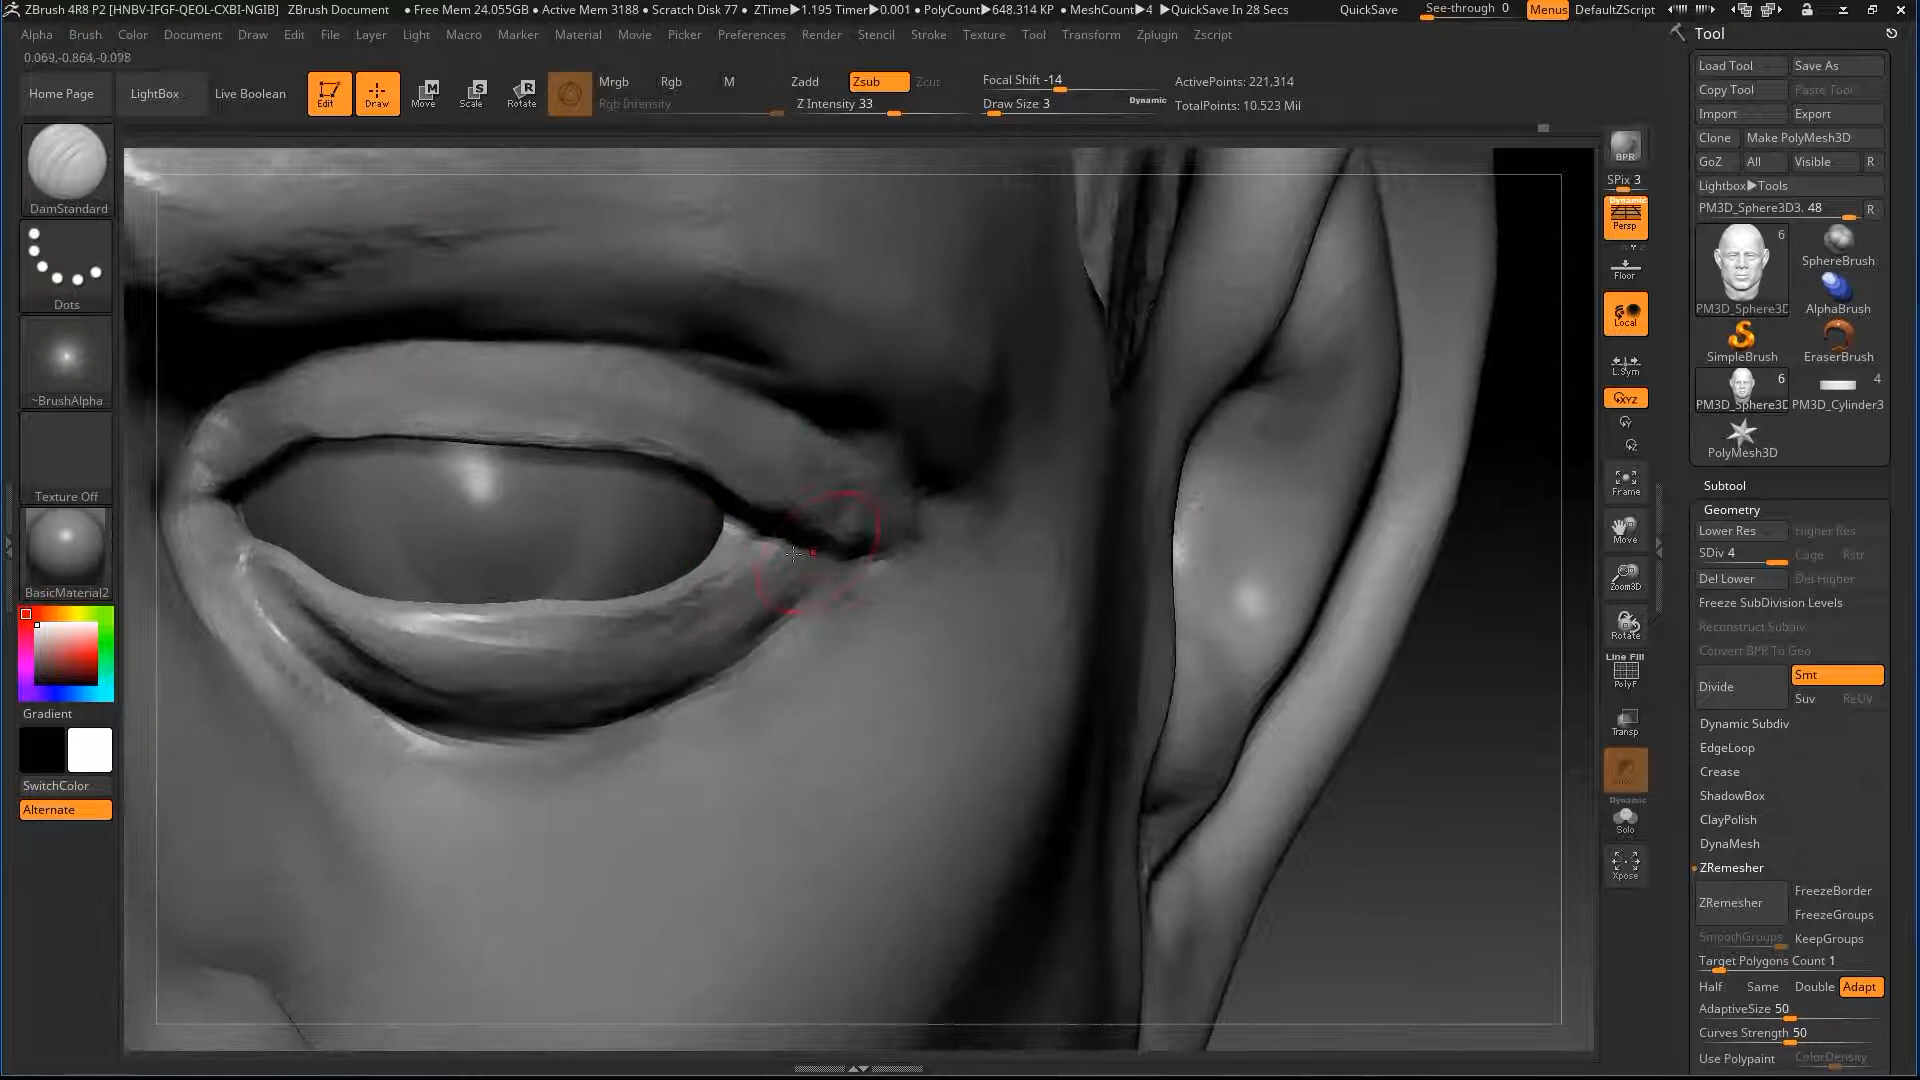 ZBrush 4R8 P2 [HNBV-IFGF-QEOL-CXBI-NGIB] ZBrush Document • Free Mem 24.055GB • Active Mem 3188 • Scratch Disk 77 • ZTime▶1.195 Timer▶0.001 • PolyCount▶648.314 KP • MeshCount▶4 ▶QuickSave In 28 Secs QuickSave See-through 0 Menus DefaultZScript
Alpha Brush Color Document Draw Edit File Layer Light Macro Marker Material Movie Picker Preferences Render Stencil Stroke Texture Tool Transform Zplugin Zscript
0.069,-0.864,-0.098
Home Page LightBox Live Boolean Edit Draw Move Scale Rotate
Mrgb Rgb M
Rgb Intensity
Zadd Zsub Zcut
Z Intensity 33
Focal Shift -14
Draw Size 3 Dynamic
ActivePoints: 221,314
TotalPoints: 10.523 Mil
DamStandard
Dots
~BrushAlpha
Texture Off
BasicMaterial2
Gradient
SwitchColor
Alternate
BPR
SPix 3
Dynamic
Persp
Floor
Local
L.Sym
XYZ
Frame
Move
Zoom3D
Rotate
Line Fill
PolyF
Transp
Dynamic
Solo
Xpose
Tool
Load Tool Save As
Copy Tool Paste Tool
Import Export
Clone Make PolyMesh3D
GoZ All Visible R
Lightbox▶Tools
PM3D_Sphere3D3. 48 R
6
SphereBrush
PM3D_Sphere3D AlphaBrush
SimpleBrush EraserBrush
6 4
PM3D_Sphere3D PM3D_Cylinder3
PolyMesh3D
Subtool
Geometry
Lower Res Higher Res
SDiv 4 Cage Rstr
Del Lower Del Higher
Freeze SubDivision Levels
Reconstruct Subdiv
Convert BPR To Geo
Divide Smt
Suv ReUV
Dynamic Subdiv
EdgeLoop
Crease
ShadowBox
ClayPolish
DynaMesh
ZRemesher
ZRemesher FreezeBorder
FreezeGroups
SmoothGroups KeepGroups
Target Polygons Count 1
Half Same Double Adapt
AdaptiveSize 50
Curves Strength 50
Use Polypaint ColorDensity